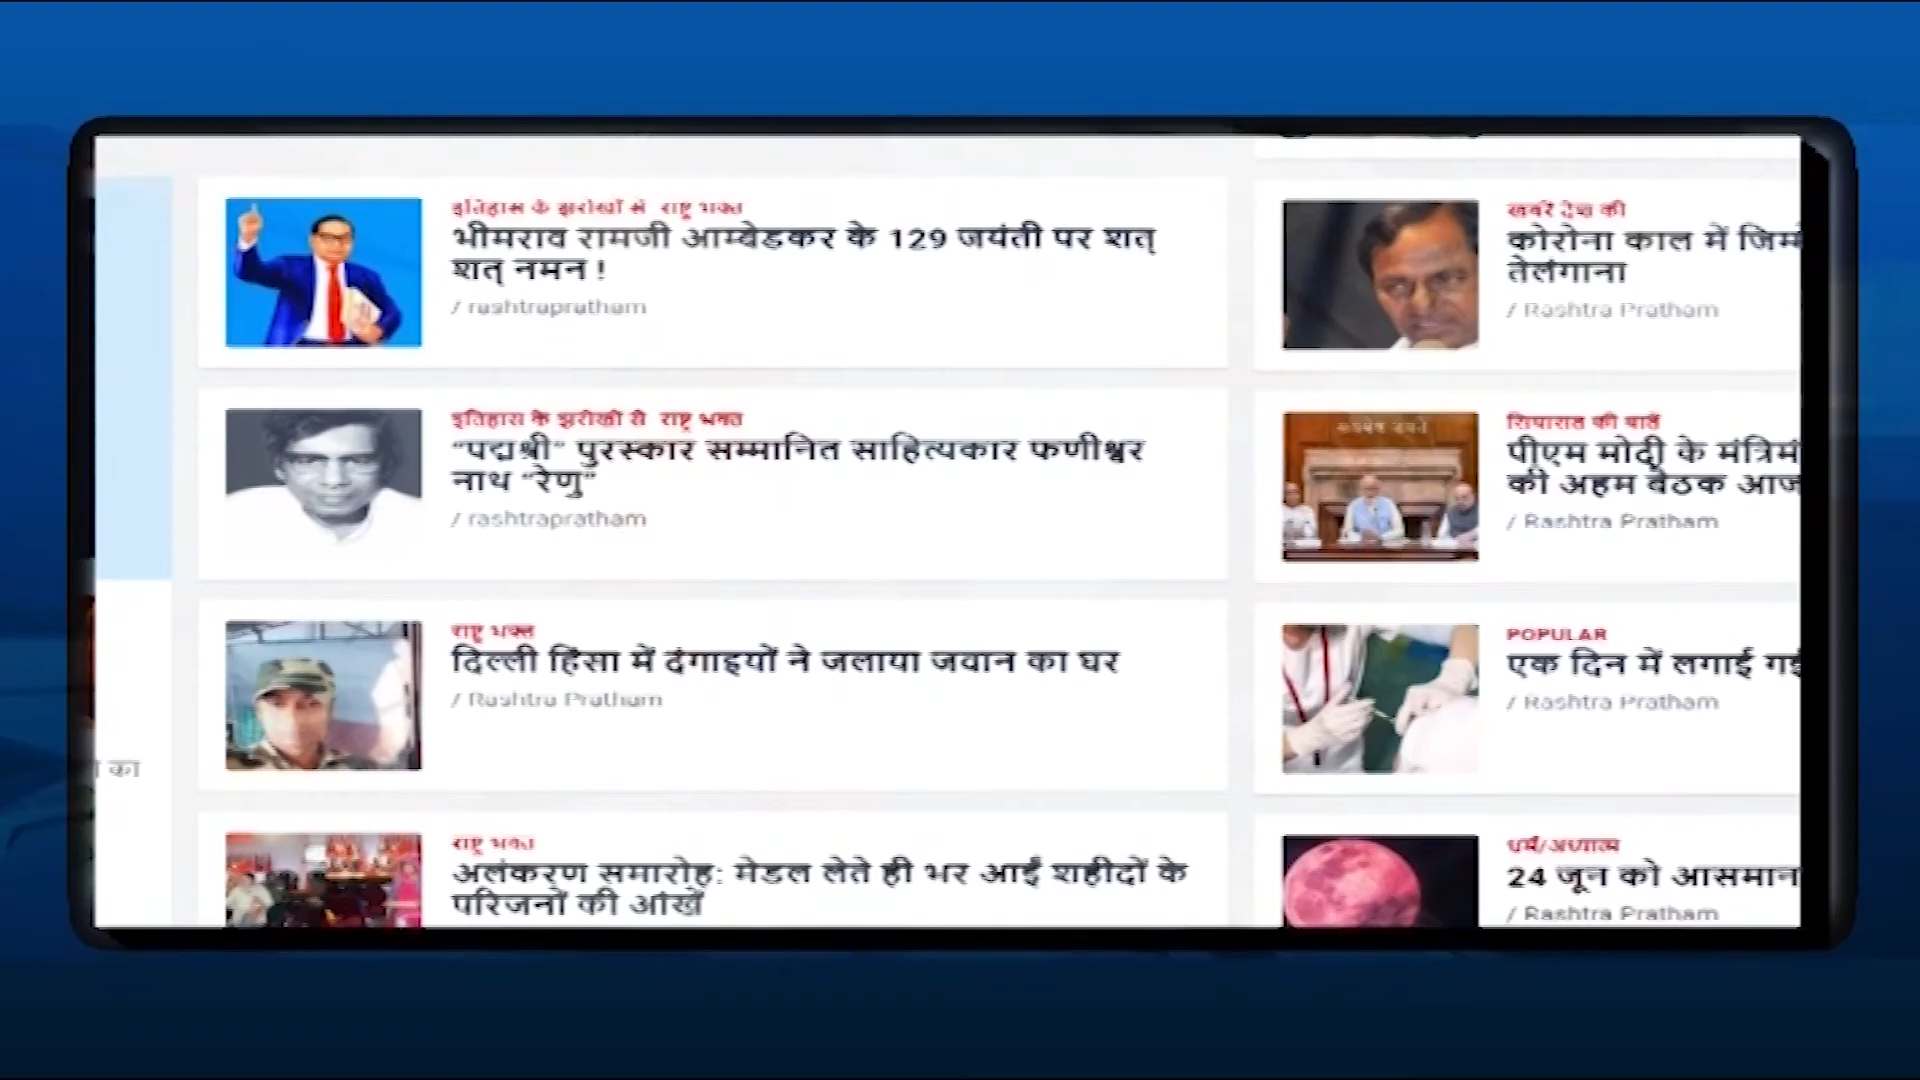 इतिहास के झरोखों से राष्ट्र भक्त
भीमराव रामजी आम्बेडकर के 129 जयंती पर शत्
शत् नमन !
/ rashtrapratham
इतिहास के झरोखों से राष्ट्र भक्त
“पद्मश्री” पुरस्कार सम्मानित साहित्यकार फणीश्वर
नाथ “रेणु”
/ rashtrapratham
राष्ट्र भक्त
दिल्ली हिंसा में दंगाइयों ने जलाया जवान का घर
/ Rashtra Pratham
राष्ट्र भक्त
अलंकरण समारोह: मेडल लेते ही भर आईं शहीदों के
परिजनों की आंखें
खबरें देश की
कोरोना काल में
तेलंगाना
/ Rashtra Pratham
सियासत की बातें
पीएम मोदी के
की अहम बैठक आज
/ Rashtra Pratham
POPULAR
एक दिन में लगाई
/ Rashtra Pratham
धर्म/अध्यात्म
24 जून को आसमान
/ Rashtra Pratham
का